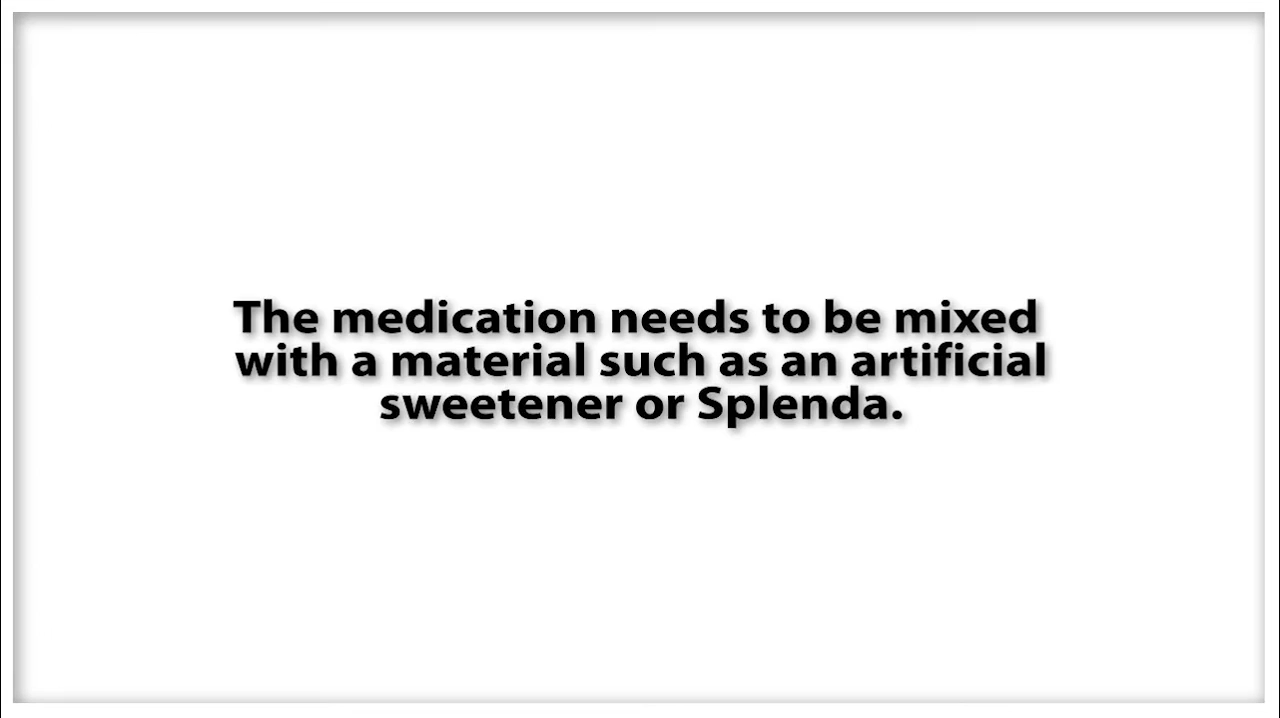 The medication needs to be mixed
with a material such as an artificial
sweetener or Splenda.